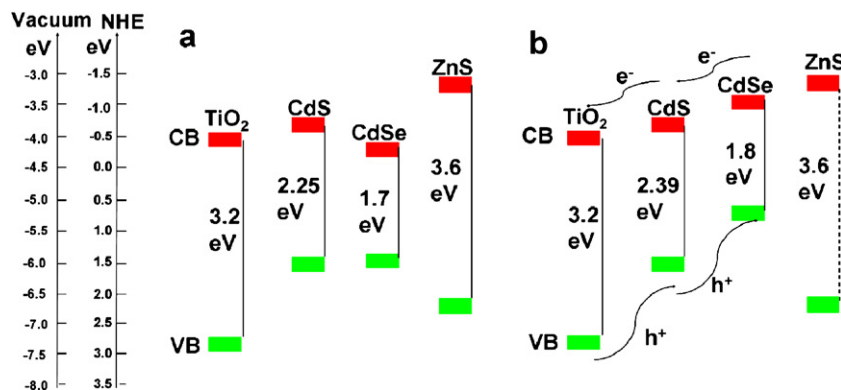 Vacuum NHE
eV eV
-3.0
-3.5
-4.0
-4.5
-5.0
-5.5
-6.0
-6.5
-7.0
-7.5
-8.0
-1.5
-1.0
-0.5
0.0
0.5
1.0
1.5
2.0
2.5
3.0
3.5
a
TiO2
CB
3.2
eV
VB
CdS
2.25
eV
CdSe
1.7
eV
ZnS
3.6
eV
b
e-
e-
TiO2
CB
3.2
eV
VB
CdS
2.39
eV
CdSe
1.8
eV
ZnS
3.6
eV
h+
h+